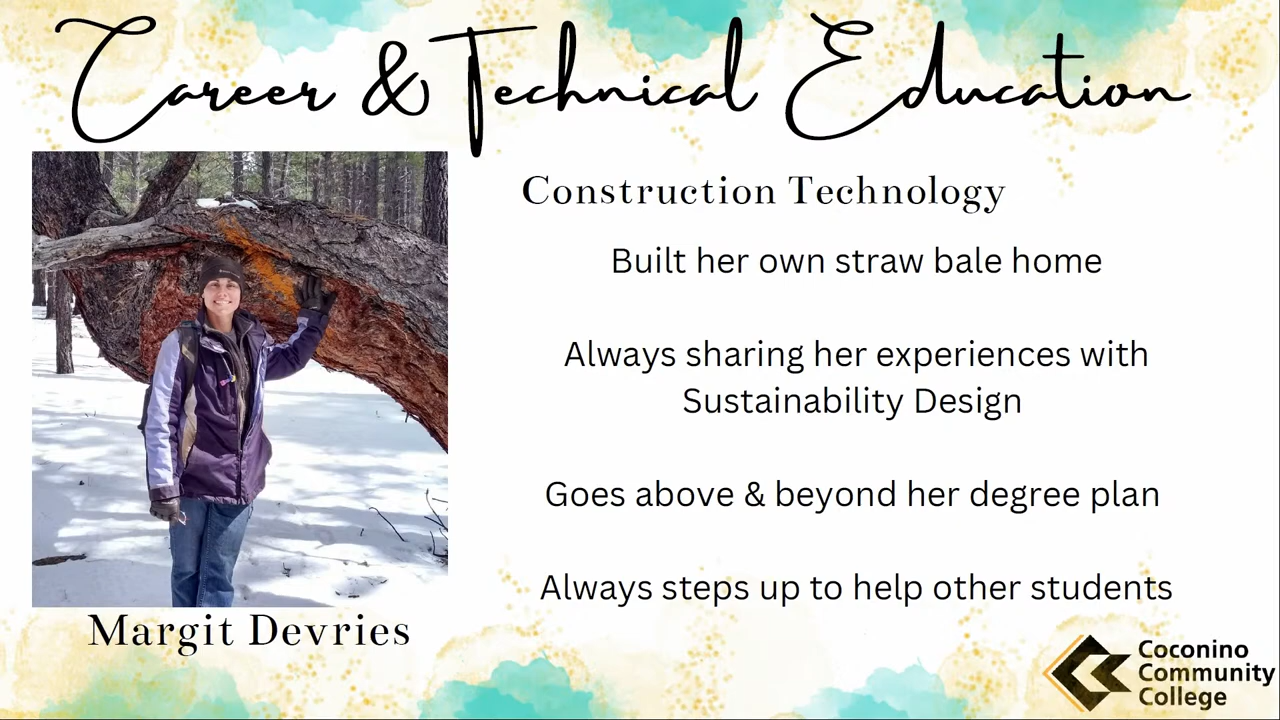 Career & Technical Education
Construction Technology
Built her own straw bale home
Always sharing her experiences with
Sustainability Design
Goes above & beyond her degree plan
Always steps up to help other students
Margit Devries
Coconino
Community
College